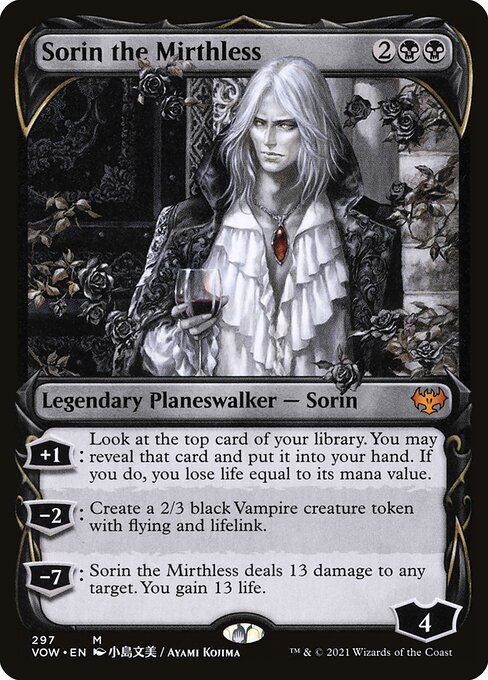 Sorin the Mirthless 2
Legendary Planeswalker — Sorin
+1: Look at the top card of your library. You may
reveal that card and put it into your hand. If
you do, you lose life equal to its mana value.
−2: Create a 2/3 black Vampire creature token
with flying and lifelink.
−7: Sorin the Mirthless deals 13 damage to any
target. You gain 13 life.
4
297 M
VOW • EN 小島文美 / Ayami Kojima ™ & © 2021 Wizards of the Coast